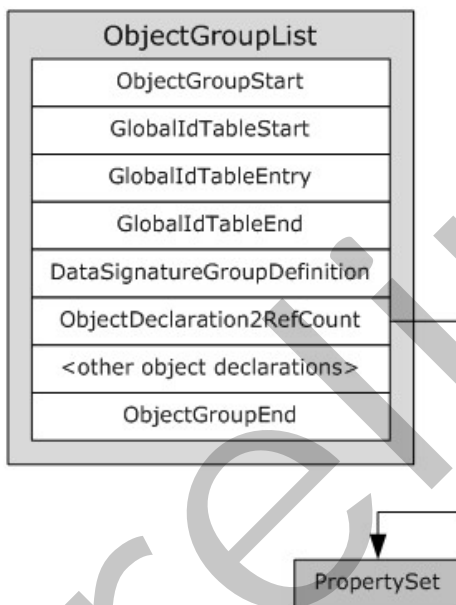 ObjectGroupList
ObjectGroupStart
GlobalIdTableStart
GlobalIdTableEntry
GlobalIdTableEnd
DataSignatureGroupDefinition
ObjectDeclaration2RefCount
<other object declarations>
ObjectGroupEnd
PropertySet